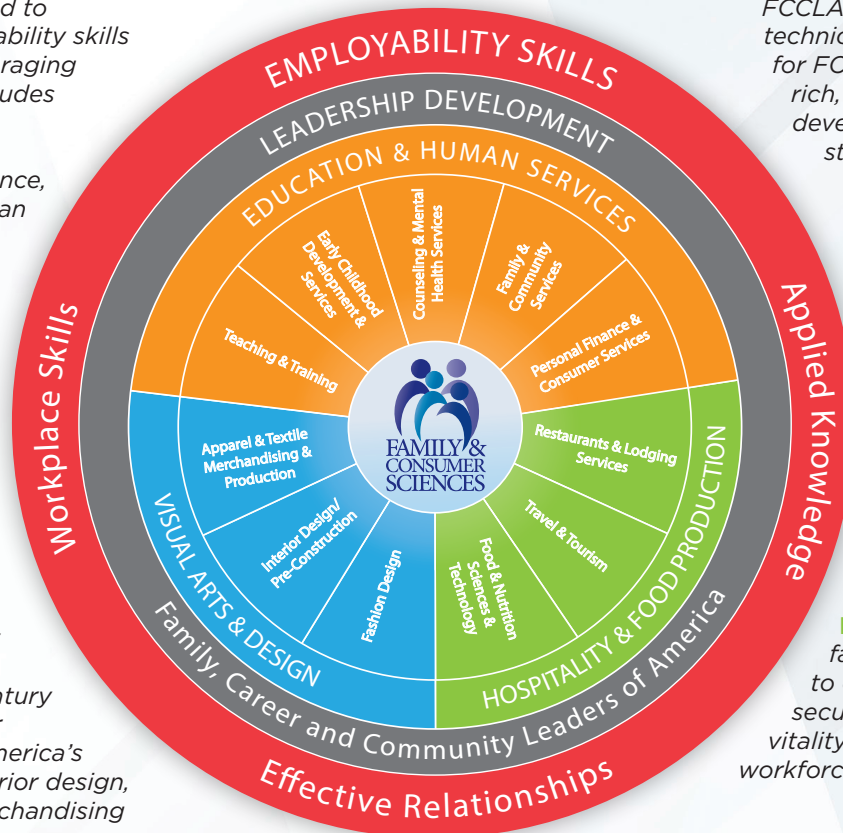 d to
ability skills
raging
udes
nce,
an
FCCLA
technic
for FC
rich,
deve
st
EMPLOYABILITY SKILLS
LEADERSHIP DEVELOPMENT
EDUCATION & HUMAN SERVICES
Teaching & Training
Early Childhood
Development &
Services
Counseling & Mental
Health Services
Family &
Community
Services
Personal Finance &
Consumer Services
Workplace Skills
Applied Knowledge
FAMILY &
CONSUMER
SCIENCES
Apparel & Textile
Merchandising &
Production
Interior Design/
Pre-Construction
Fashion Design
VISUAL ARTS & DESIGN
Restaurants & Lodging
Services
Travel & Tourism
Food & Nutrition
Sciences &
Technology
HOSPITALITY & FOOD PRODUCTION
Family, Career and Community Leaders of America
Effective Relationships
ntury
merica's
rior design,
chandising
fa
to
secu
vitality
workforc